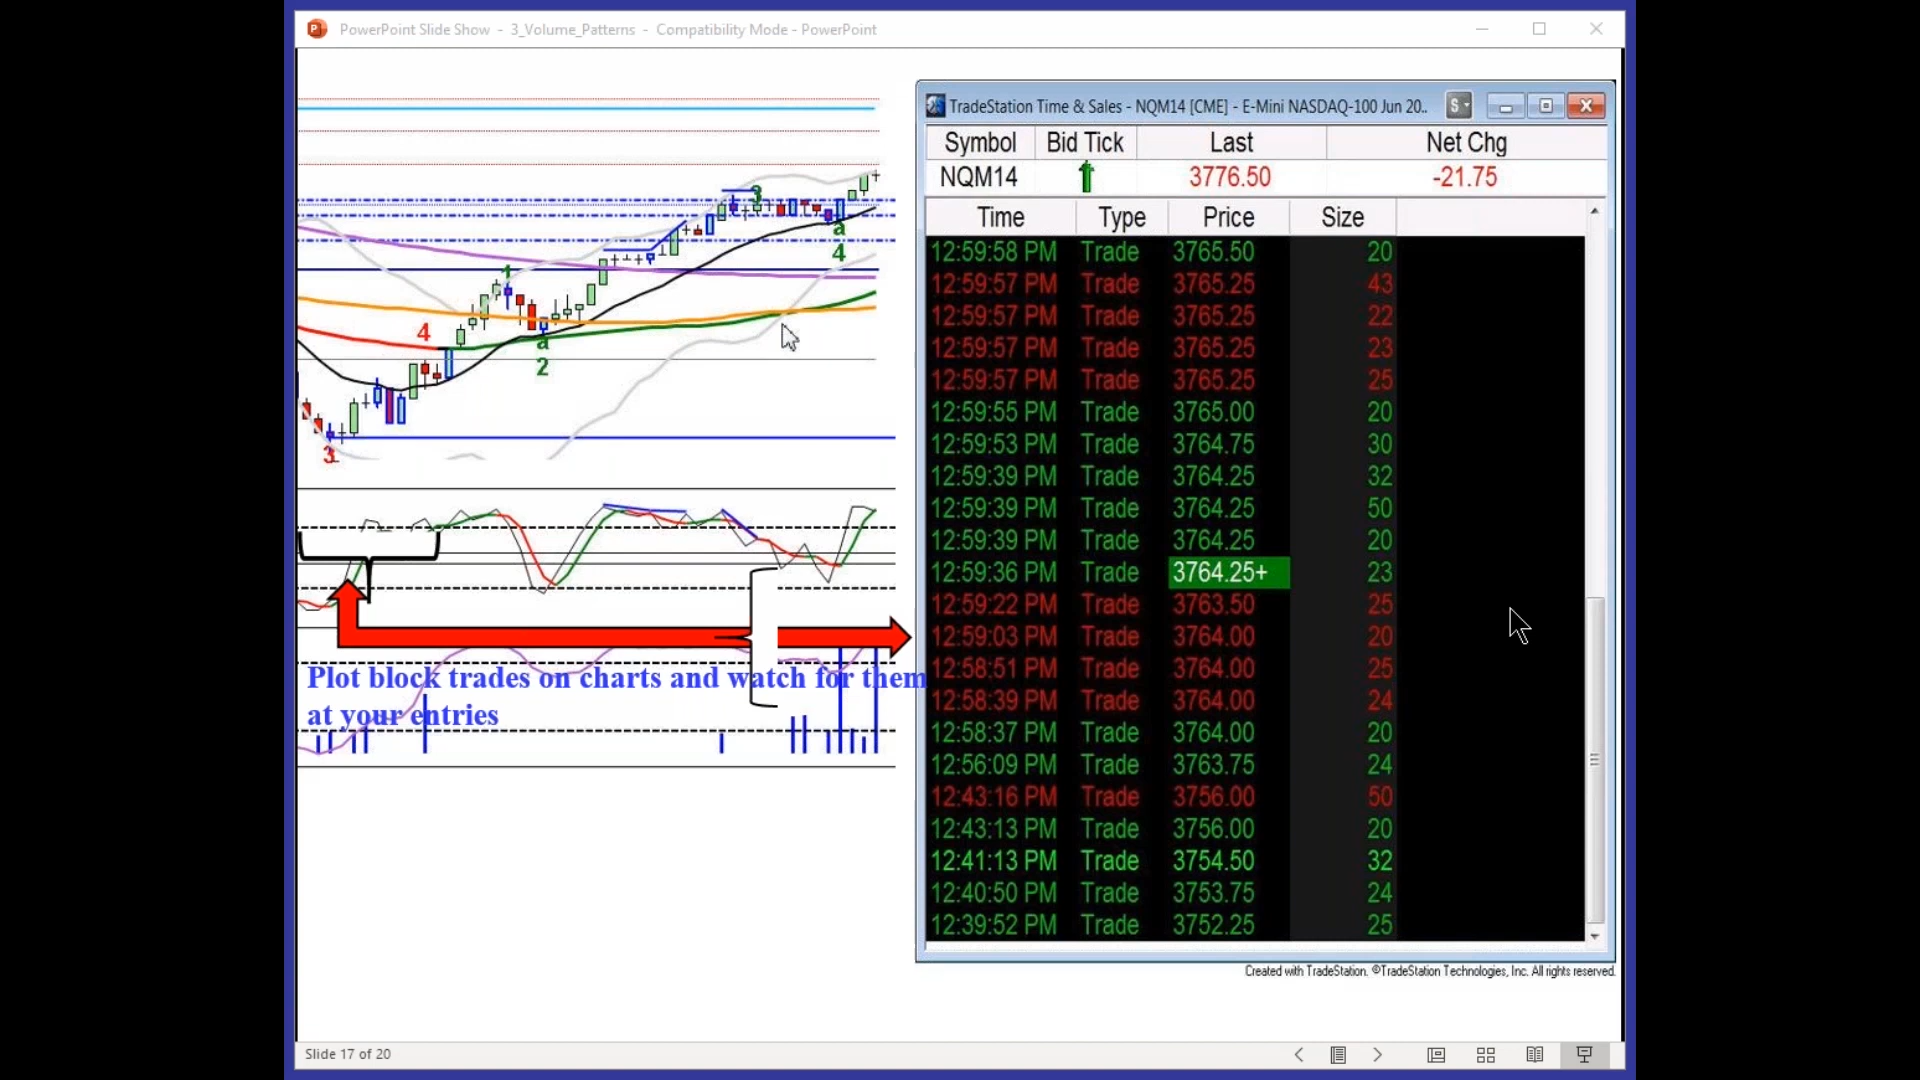 PowerPoint Slide Show - 3_Volume_Patterns - Compatibility Mode - PowerPoint
TradeStation Time & Sales - NQM14 [CME] - E-Mini NASDAQ-100 Jun 20..
S
Symbol Bid Tick Last Net Chg
NQM14 3776.50 -21.75
Time Type Price Size
12:59:58 PM Trade 3765.50 20
12:59:57 PM Trade 3765.25 43
12:59:57 PM Trade 3765.25 22
12:59:57 PM Trade 3765.25 23
12:59:57 PM Trade 3765.25 25
12:59:55 PM Trade 3765.00 20
12:59:53 PM Trade 3764.75 30
12:59:39 PM Trade 3764.25 32
12:59:39 PM Trade 3764.25 50
12:59:39 PM Trade 3764.25 20
12:59:36 PM Trade 3764.25+ 23
12:59:22 PM Trade 3763.50 25
12:59:03 PM Trade 3764.00 20
12:58:51 PM Trade 3764.00 25
12:58:39 PM Trade 3764.00 24
12:58:37 PM Trade 3764.00 20
12:56:09 PM Trade 3763.75 24
12:43:16 PM Trade 3756.00 50
12:43:13 PM Trade 3756.00 20
12:41:13 PM Trade 3754.50 32
12:40:50 PM Trade 3753.75 24
12:39:52 PM Trade 3752.25 25
Created with TradeStation. ©TradeStation Technologies, Inc. All rights reserved.
3
a
4
1
4
a
2
3
Plot block trades on charts and watch for them
at your entries
Slide 17 of 20